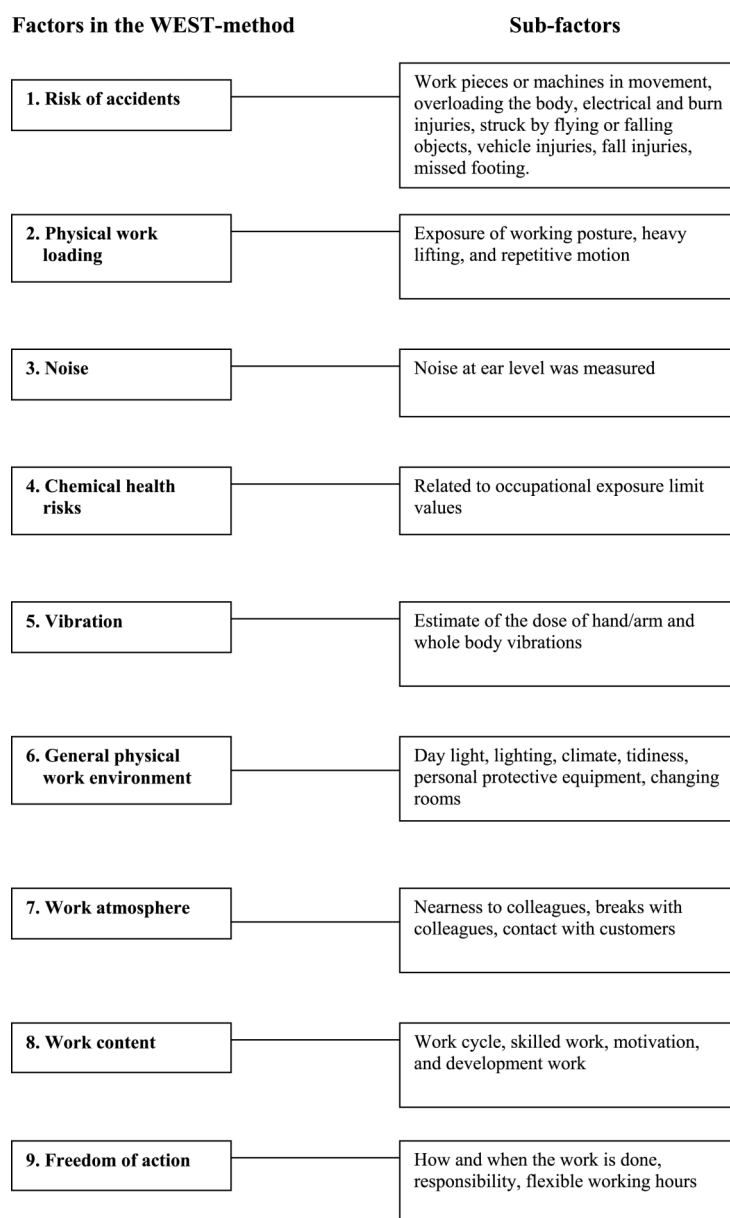 Factors in the WEST-method
Sub-factors
1. Risk of accidents
Work pieces or machines in movement,
overloading the body, electrical and burn
injuries, struck by flying or falling
objects, vehicle injuries, fall injuries,
missed footing.
2. Physical work
loading
Exposure of working posture, heavy
lifting, and repetitive motion
3. Noise
Noise at ear level was measured
4. Chemical health
risks
Related to occupational exposure limit
values
5. Vibration
Estimate of the dose of hand/arm and
whole body vibrations
6. General physical
work environment
Day light, lighting, climate, tidiness,
personal protective equipment, changing
rooms
7. Work atmosphere
Nearness to colleagues, breaks with
colleagues, contact with customers
8. Work content
Work cycle, skilled work, motivation,
and development work
9. Freedom of action
How and when the work is done,
responsibility, flexible working hours